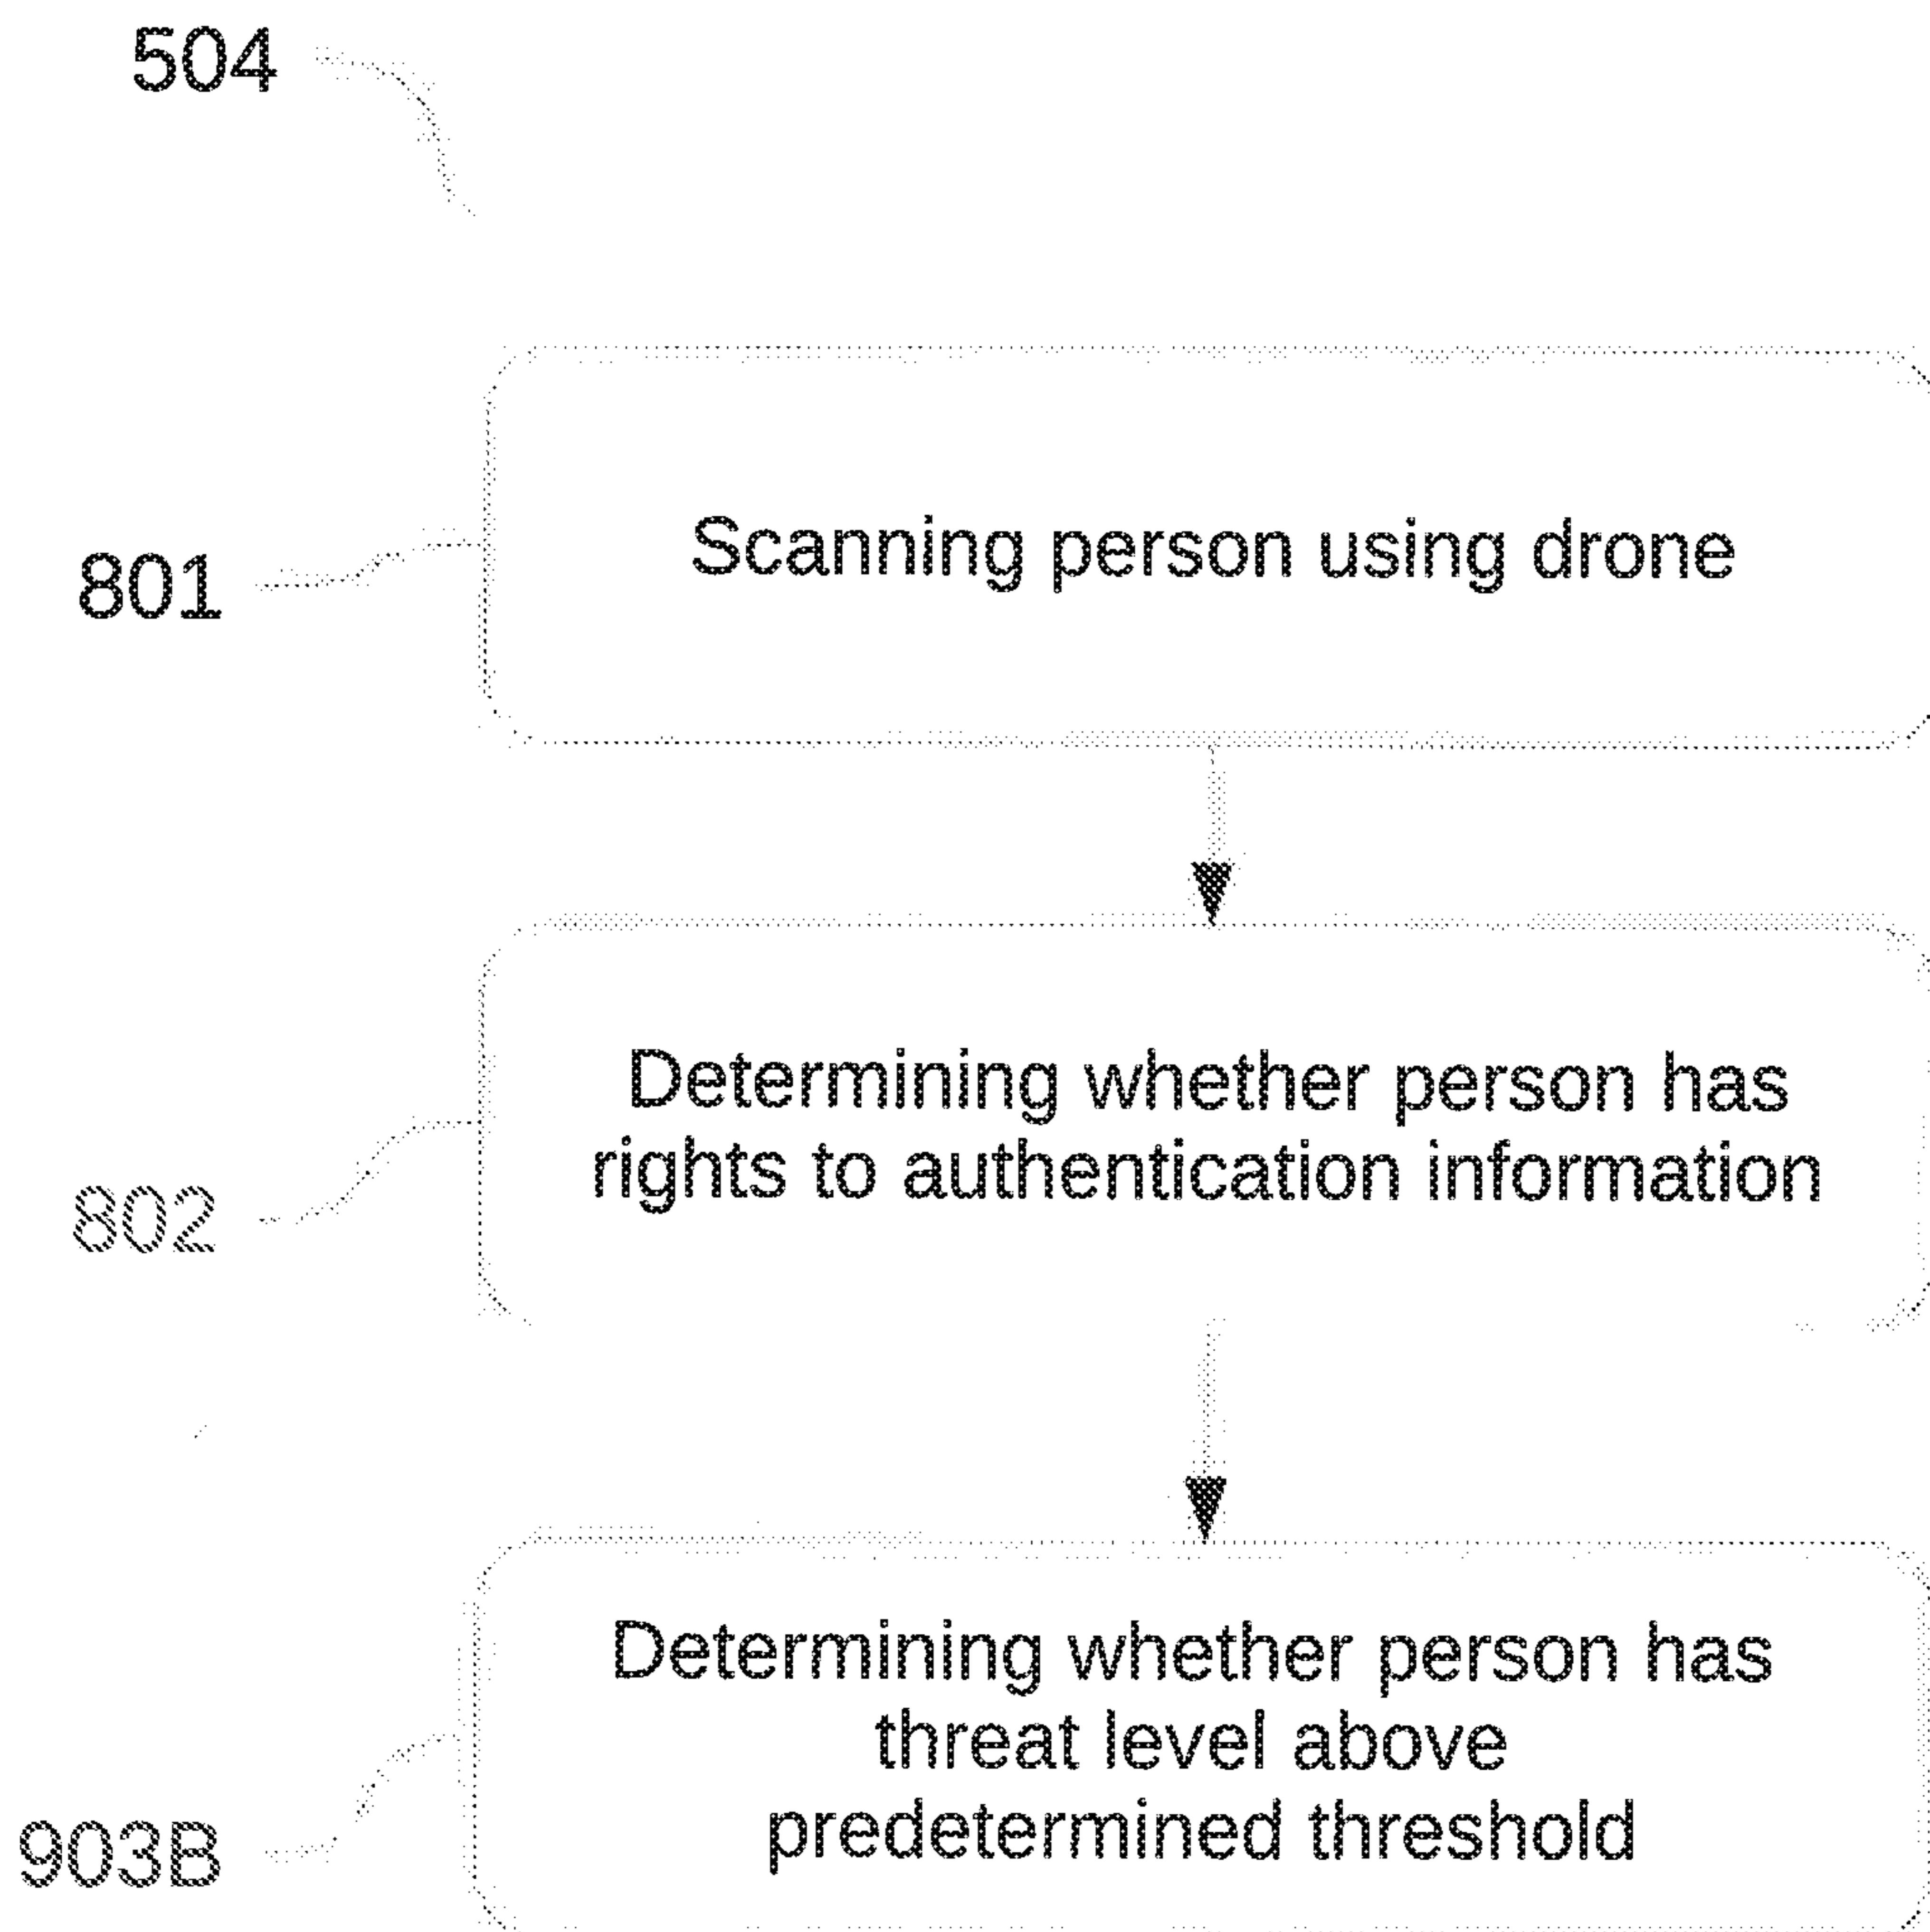 504
801
Scanning person using drone
802
Determining whether person has
rights to authentication information
903B
Determining whether person has
threat level above
predetermined threshold